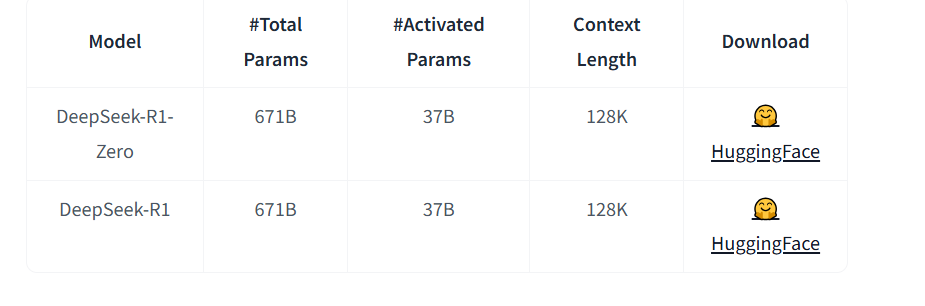 Model #Total Params #Activated Params Context Length Download
DeepSeek-R1-Zero 671B 37B 128K 🤗 HuggingFace
DeepSeek-R1 671B 37B 128K 🤗 HuggingFace